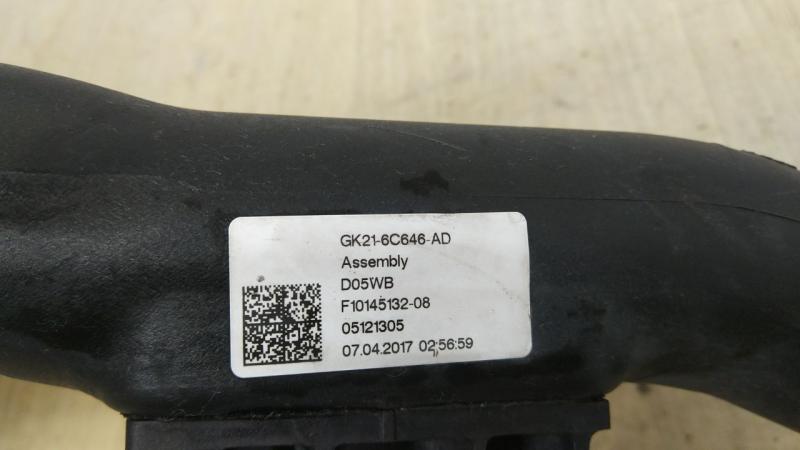 GK21-6C646-AD
Assembly
D05WB
F10145132-08
05121305
07.04.2017 02:56:59